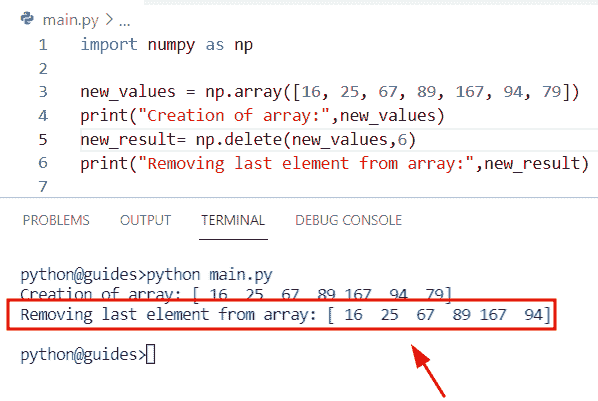 main.py > ...
1 import numpy as np
2
3 new_values = np.array([16, 25, 67, 89, 167, 94, 79])
4 print("Creation of array:",new_values)
5 new_result= np.delete(new_values,6)
6 print("Removing last element from array:",new_result)
7
PROBLEMS OUTPUT TERMINAL DEBUG CONSOLE
python@guides>python main.py
Creation of array: [ 16  25  67  89 167  94  79]
Removing last element from array: [ 16  25  67  89 167  94]
python@guides>